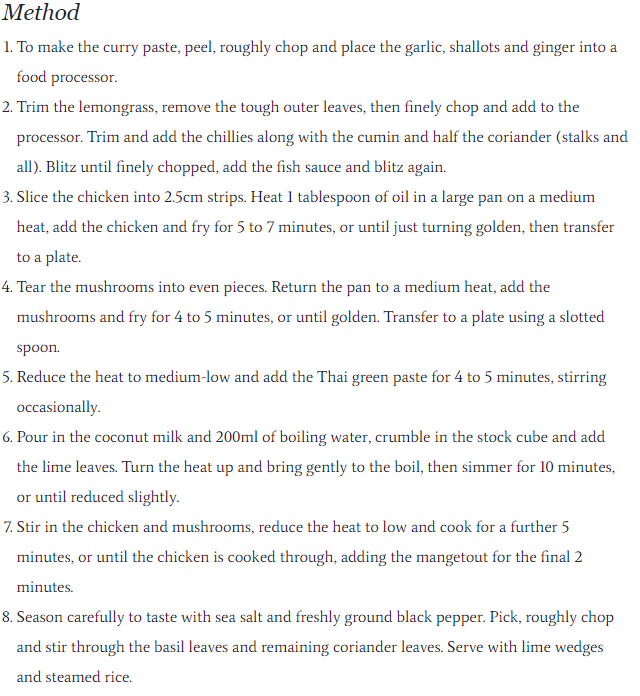 Method
1. To make the curry paste, peel, roughly chop and place the garlic, shallots and ginger into a
food processor.
2. Trim the lemongrass, remove the tough outer leaves, then finely chop and add to the
processor. Trim and add the chillies along with the cumin and half the coriander (stalks and
all). Blitz until finely chopped, add the fish sauce and blitz again.
3. Slice the chicken into 2.5cm strips. Heat 1 tablespoon of oil in a large pan on a medium
heat, add the chicken and fry for 5 to 7 minutes, or until just turning golden, then transfer
to a plate.
4. Tear the mushrooms into even pieces. Return the pan to a medium heat, add the
mushrooms and fry for 4 to 5 minutes, or until golden. Transfer to a plate using a slotted
spoon.
5. Reduce the heat to medium-low and add the Thai green paste for 4 to 5 minutes, stirring
occasionally.
6. Pour in the coconut milk and 200ml of boiling water, crumble in the stock cube and add
the lime leaves. Turn the heat up and bring gently to the boil, then simmer for 10 minutes,
or until reduced slightly.
7. Stir in the chicken and mushrooms, reduce the heat to low and cook for a further 5
minutes, or until the chicken is cooked through, adding the mangetout for the final 2
minutes.
8. Season carefully to taste with sea salt and freshly ground black pepper. Pick, roughly chop
and stir through the basil leaves and remaining coriander leaves. Serve with lime wedges
and steamed rice.